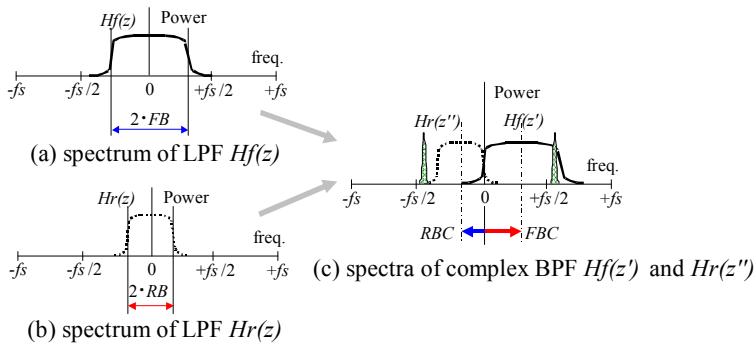 Hf(z) Power
freq.
-fs -fs/2 0 +fs/2 +fs
2・FB
(a) spectrum of LPF Hf(z)
Hr(z) Power
freq.
-fs -fs/2 0 +fs/2 +fs
2・RB
(b) spectrum of LPF Hr(z)
Power
Hr(z'') Hf(z')
freq.
-fs -fs/2 0 +fs/2 +fs
RBC FBC
(c) spectra of complex BPF Hf(z') and Hr(z'')